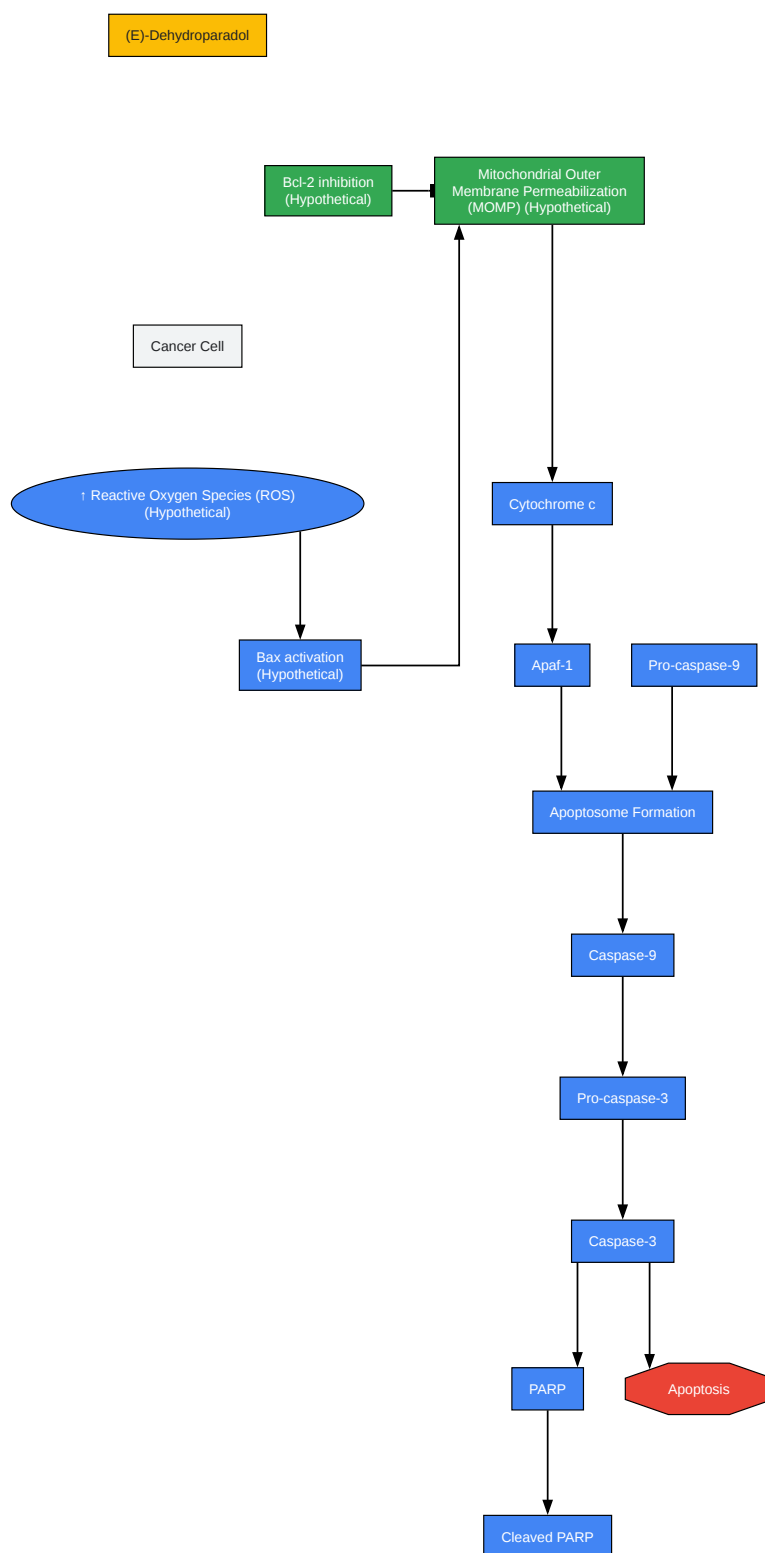 (E)-Dehydroparadol
Bcl-2 inhibition
(Hypothetical)
Mitochondrial Outer
Membrane Permeabilization
(MOMP) (Hypothetical)
Cancer Cell
↑ Reactive Oxygen Species (ROS)
(Hypothetical)
Cytochrome c
Bax activation
(Hypothetical)
Apaf-1
Pro-caspase-9
Apoptosome Formation
Caspase-9
Pro-caspase-3
Caspase-3
PARP
Apoptosis
Cleaved PARP